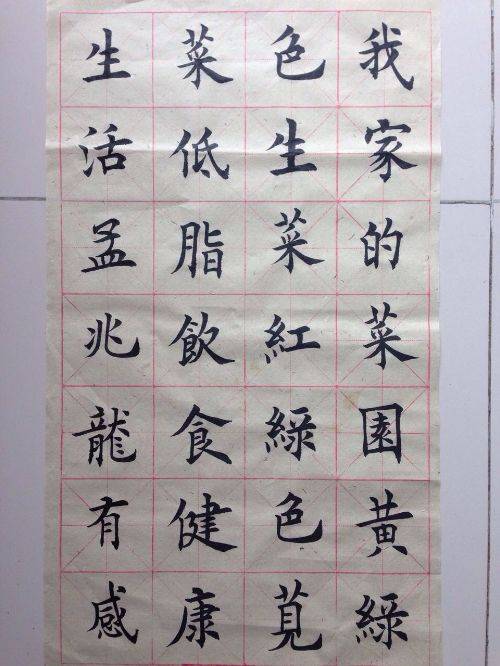 我家的菜園黄綠
色生菜紅綠色莧
菜低脂飲食健康
生活孟兆龍有感